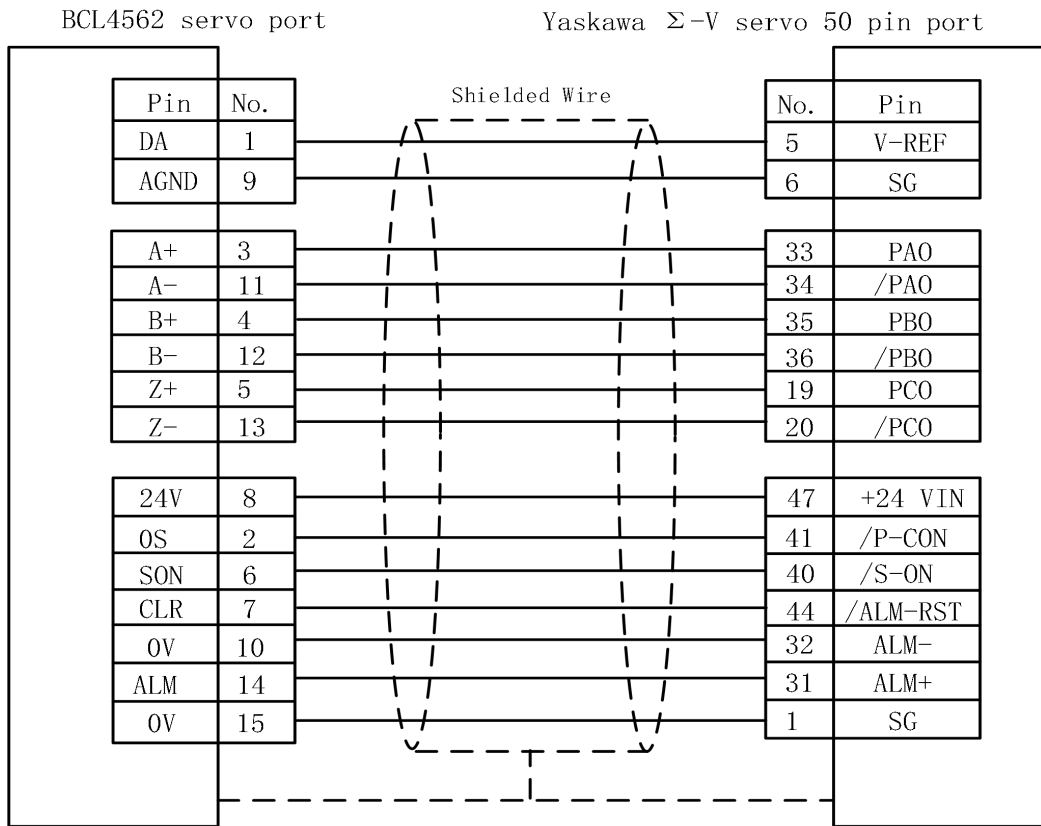 BCL4562 servo port Yaskawa Σ-V servo 50 pin port
Pin No. Shielded Wire No. Pin
DA 1 5 V-REF
AGND 9 6 SG
A+ 3 33 PAO
A- 11 34 /PAO
B+ 4 35 PBO
B- 12 36 /PBO
Z+ 5 19 PCO
Z- 13 20 /PCO
24V 8 47 +24 VIN
OS 2 41 /P-CON
SON 6 40 /S-ON
CLR 7 44 /ALM-RST
0V 10 32 ALM-
ALM 14 31 ALM+
0V 15 1 SG